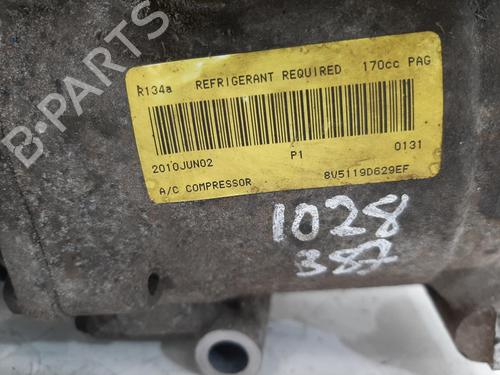 R134a REFRIGERANT REQUIRED 170cc PAG
2010JUN02 P1 0131
A/C COMPRESSOR 8V5119D629EF
1028
387
B-PARTS